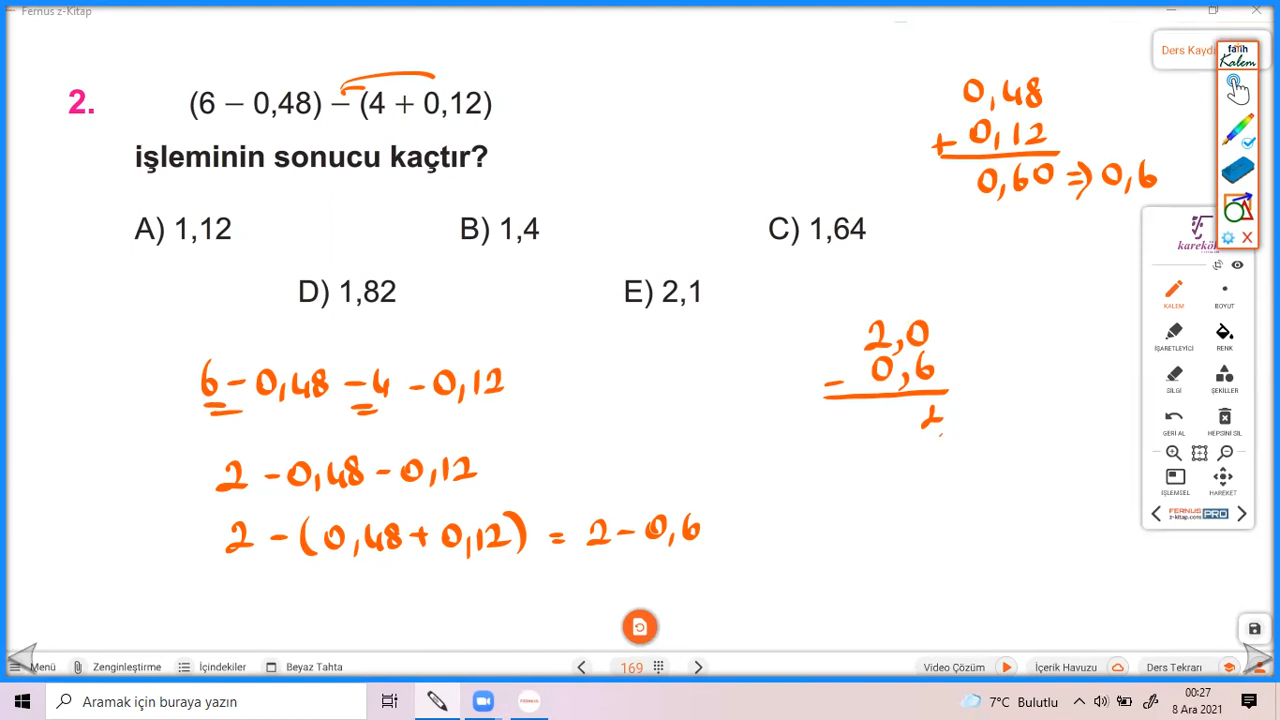 Fernus z-Kitap
Ders Kaydı
fatih
Kalem
2. (6 – 0,48) – (4 + 0,12)
işleminin sonucu kaçtır?
A) 1,12 B) 1,4 C) 1,64
D) 1,82 E) 2,1
0,48
+ 0,12
0,60 ⇒ 0,6
6 - 0,48 - 4 - 0,12
2 - 0,48 - 0,12
2 - (0,48 + 0,12) = 2 - 0,6
2,0
- 0,6
karekök
KALEM BOYUT
İŞARETLEYİCİ RENK
SİLGİ ŞEKİLLER
GERİ AL HEPSİNİ SİL
İŞLEMSEL HAREKET
FERNUS PRO
z-kitap.com
Menü Zenginleştirme İçindekiler Beyaz Tahta 169 Video Çözüm İçerik Havuzu Ders Tekrarı
Aramak için buraya yazın
FERNUS
7°C Bulutlu
00:27
8 Ara 2021